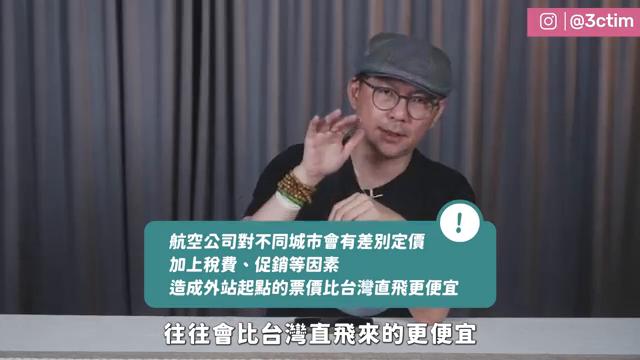 @3ctim
!
航空公司對不同城市會有差別定價
加上稅費、促銷等因素
造成外站起點的票價比台灣直飛更便宜
往往會比台灣直飛來的更便宜